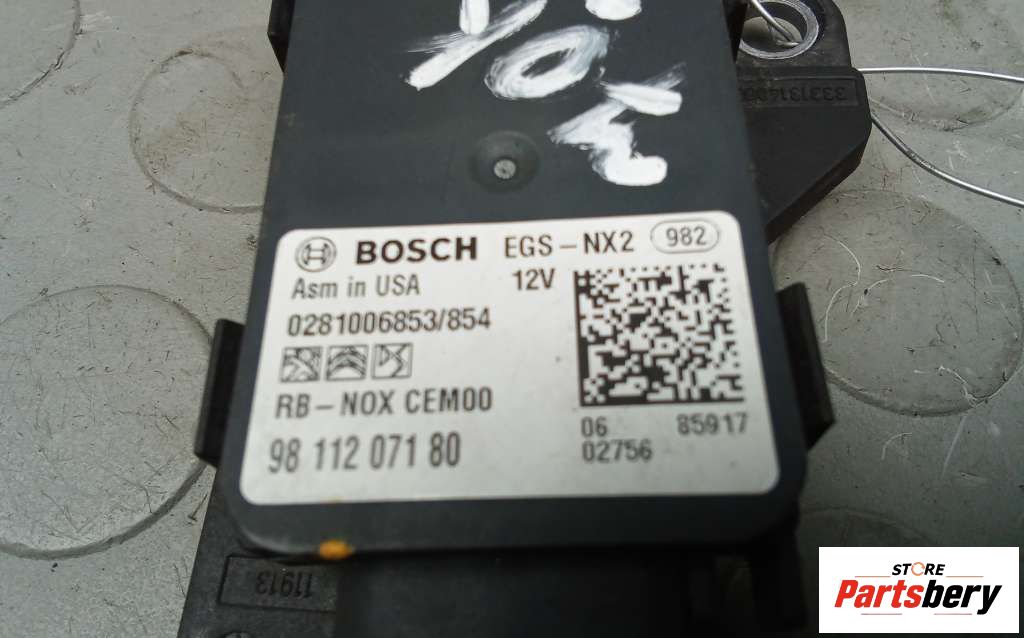 BOSCH EGS-NX2 982
Asm in USA 12V
0281006853/854
RB-NOX CEM00
98 112 071 80
06 85917
02756
11913
STORE
Partsbery